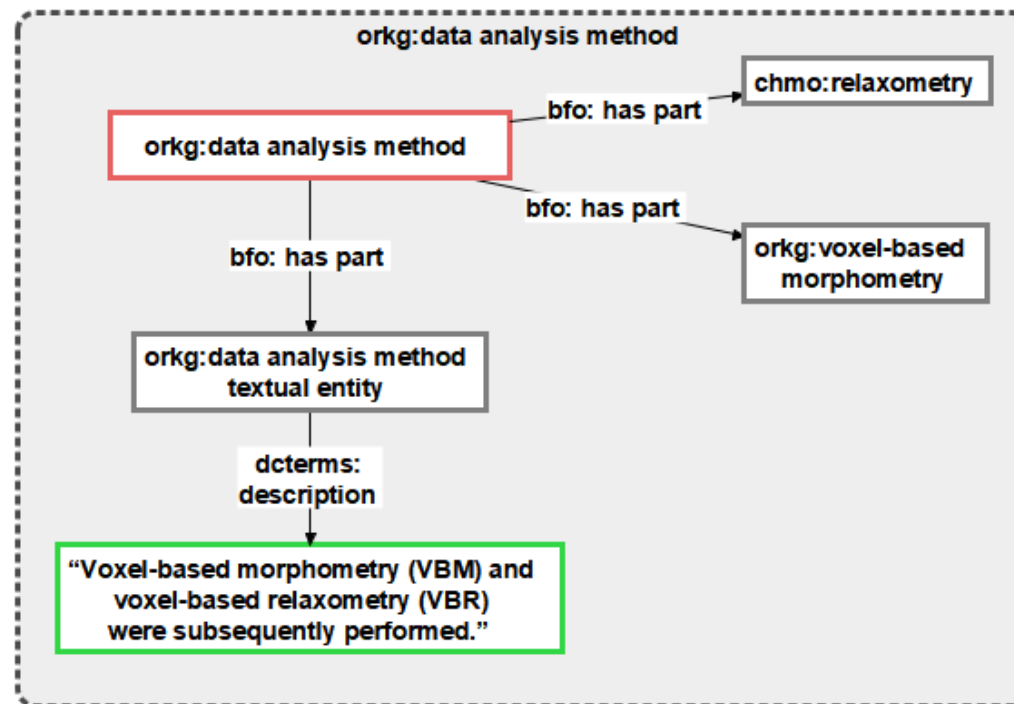 orkg:data analysis method
chmo:relaxometry
bfo: has part
orkg:data analysis method
bfo: has part
orkg:voxel-based
morphometry
bfo: has part
orkg:data analysis method
textual entity
dcterms:
description
“Voxel-based morphometry (VBM) and
voxel-based relaxometry (VBR)
were subsequently performed.”